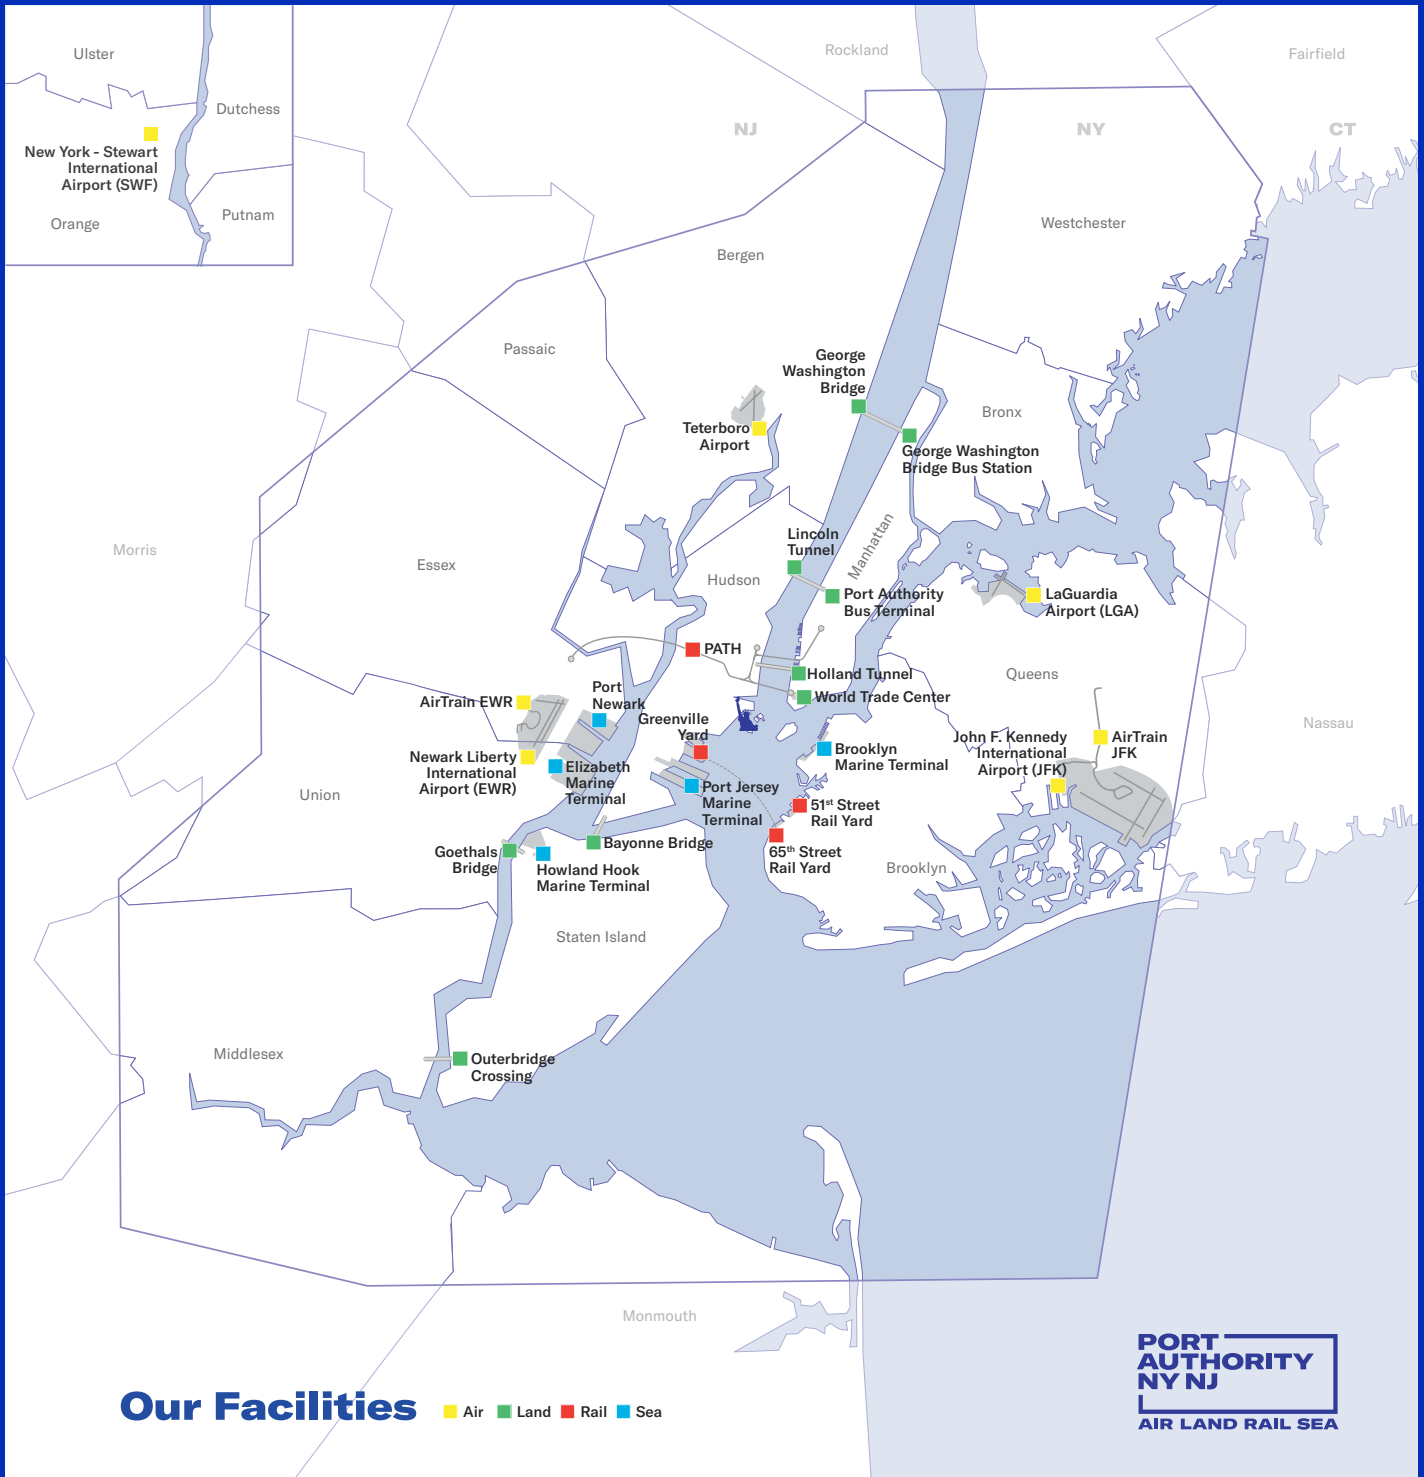 Ulster
Dutchess
New York - Stewart
International
Airport (SWF)
Orange
Putnam
Rockland
Fairfield
NJ
NY
CT
Westchester
Bergen
Passaic
George
Washington
Bridge
Bronx
Teterboro
Airport
George Washington
Bridge Bus Station
Morris
Essex
Lincoln
Tunnel
Manhattan
Hudson
Port Authority
Bus Terminal
LaGuardia
Airport (LGA)
PATH
Holland Tunnel
Queens
World Trade Center
AirTrain EWR
Port
Newark
Greenville
Yard
Nassau
Newark Liberty
International
Airport (EWR)
Elizabeth
Marine
Terminal
Brooklyn
Marine Terminal
John F. Kennedy
International
Airport (JFK)
AirTrain
JFK
Union
Port Jersey
Marine
Terminal
51st Street
Rail Yard
65th Street
Rail Yard
Goethals
Bridge
Bayonne Bridge
Howland Hook
Marine Terminal
Brooklyn
Staten Island
Middlesex
Outerbridge
Crossing
Monmouth
Our Facilities
Air
Land
Rail
Sea
PORT
AUTHORITY
NY NJ
AIR LAND RAIL SEA